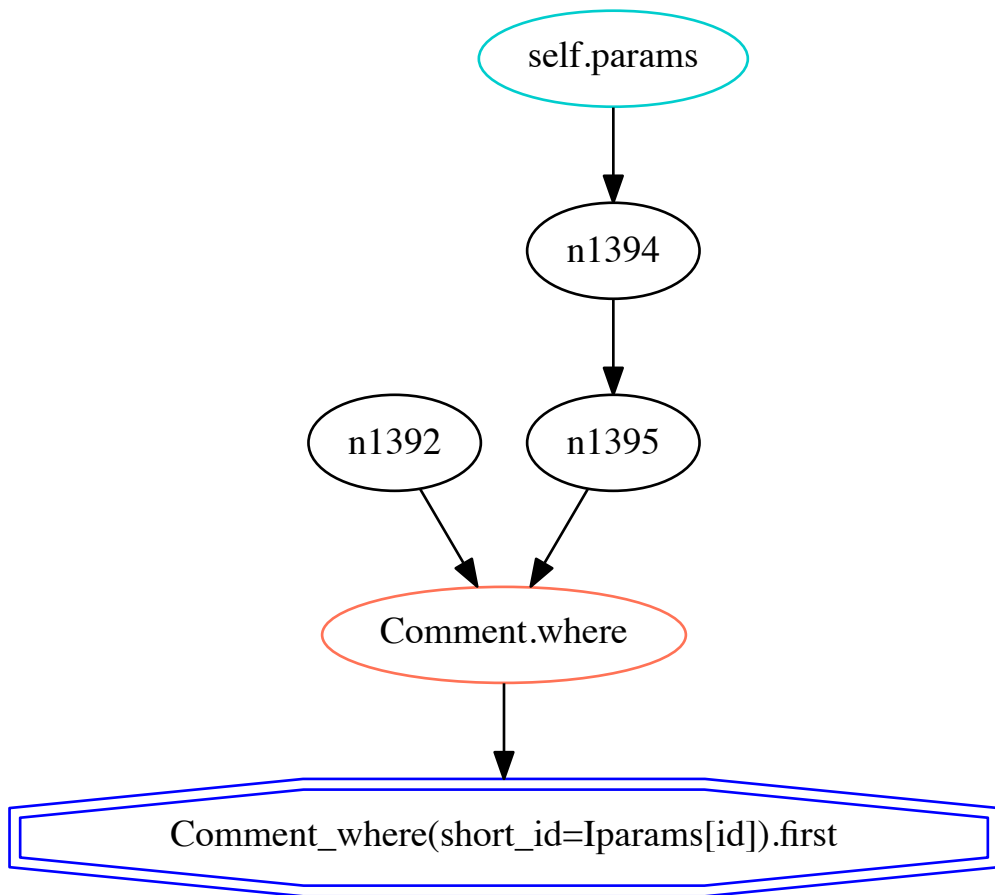 self.params
n1394
n1392
n1395
Comment.where
Comment_where(short_id=Iparams[id]).first